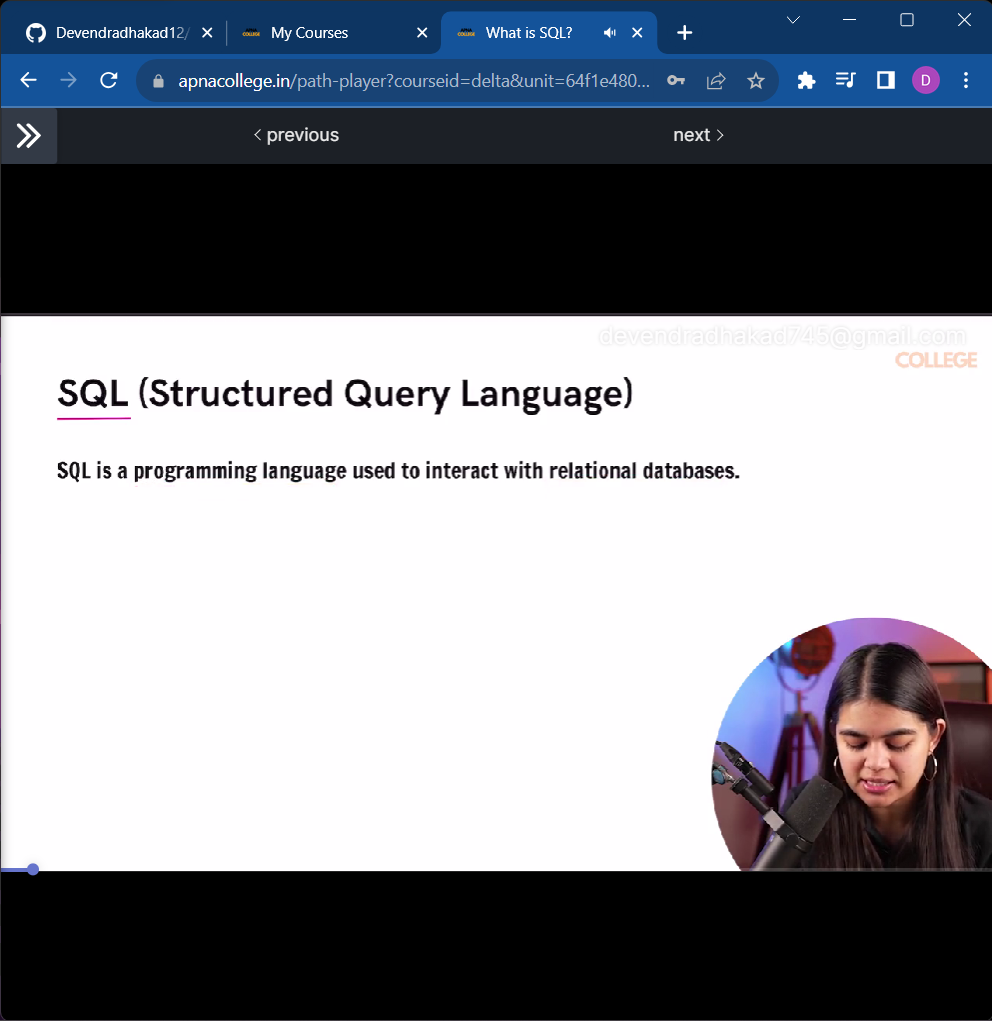 Devendradhakad12/
My Courses
What is SQL?
apnacollege.in/path-player?courseid=delta&unit=64f1e480...
D
previous
next
devendradhakad745@gmail.com
COLLEGE
SQL (Structured Query Language)
SQL is a programming language used to interact with relational databases.